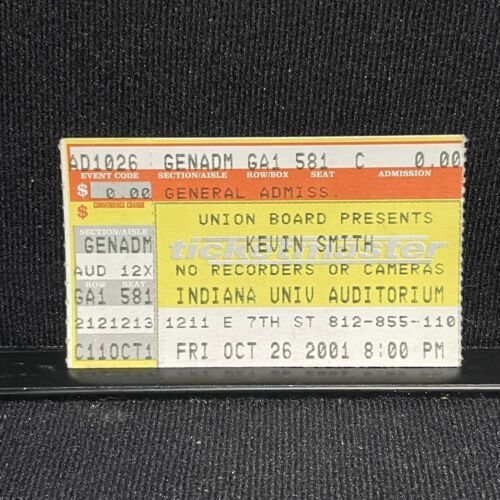 AD1026 GENADM GA1 581 C 0.00
EVENT CODE SECTION/AISLE ROW/BOX SEAT ADMISSION
$ 0.00 GENERAL ADMISS.
$ CONVENIENCE CHARGE
UNION BOARD PRESENTS
SECTION/AISLE
GENADM KEVIN SMITH
ticketmaster
AUD 12X NO RECORDERS OR CAMERAS
ROW SEAT
GA1 581 INDIANA UNIV AUDITORIUM
2121213 1211 E 7TH ST 812-855-110
C11OCT1 FRI OCT 26 2001 8:00 PM